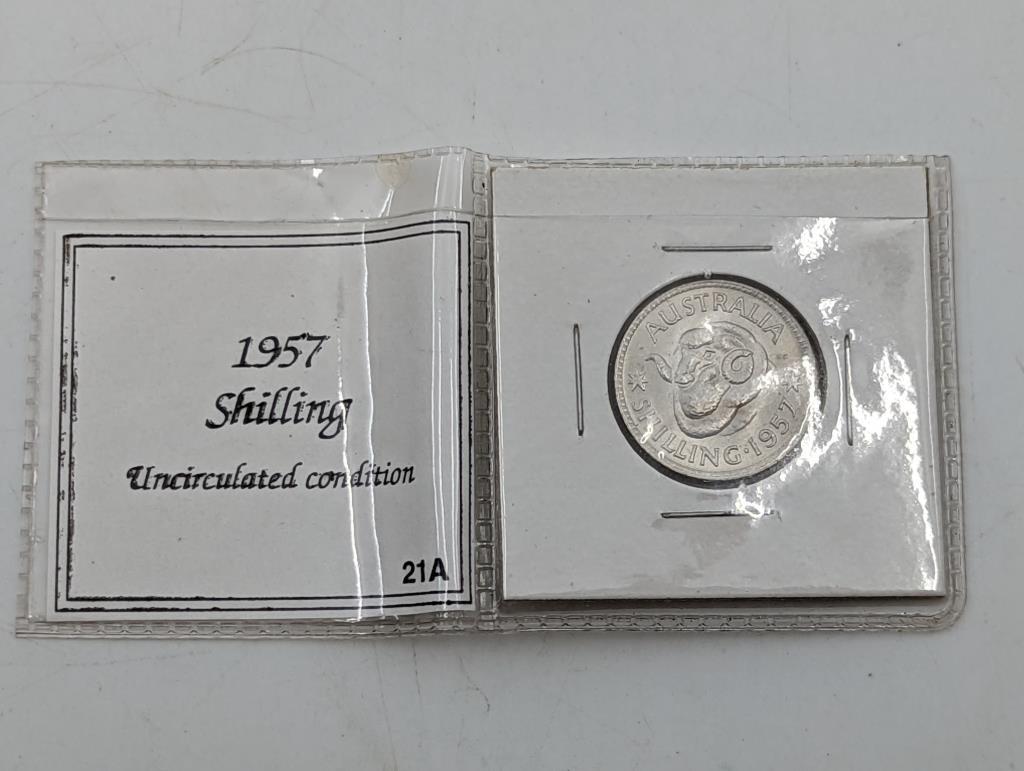 1957
Shilling
Uncirculated condition
21A
AUSTRALIA
SHILLING·1957